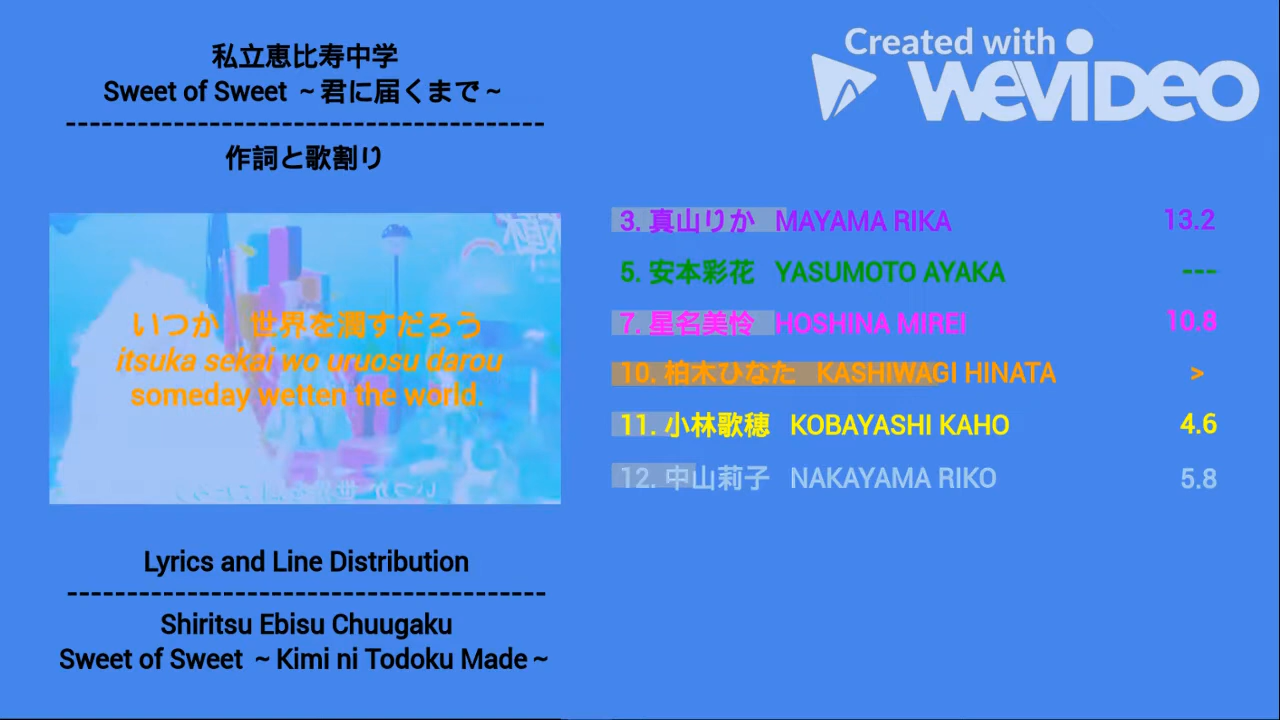 私立恵比寿中学
Sweet of Sweet ~君に届くまで~
---------------------------------------
作詞と歌割り
Created with
WeVideo
いつか 世界を潤すだろう
itsuka sekai wo uruosu darou
someday wetten the world.
3. 真山りか MAYAMA RIKA 13.2
5. 安本彩花 YASUMOTO AYAKA ---
7. 星名美怜 HOSHINA MIREI 10.8
10. 柏木ひなた KASHIWAGI HINATA >
11. 小林歌穂 KOBAYASHI KAHO 4.6
12. 中山莉子 NAKAYAMA RIKO 5.8
Lyrics and Line Distribution
---------------------------------------
Shiritsu Ebisu Chuugaku
Sweet of Sweet ~Kimi ni Todoku Made~